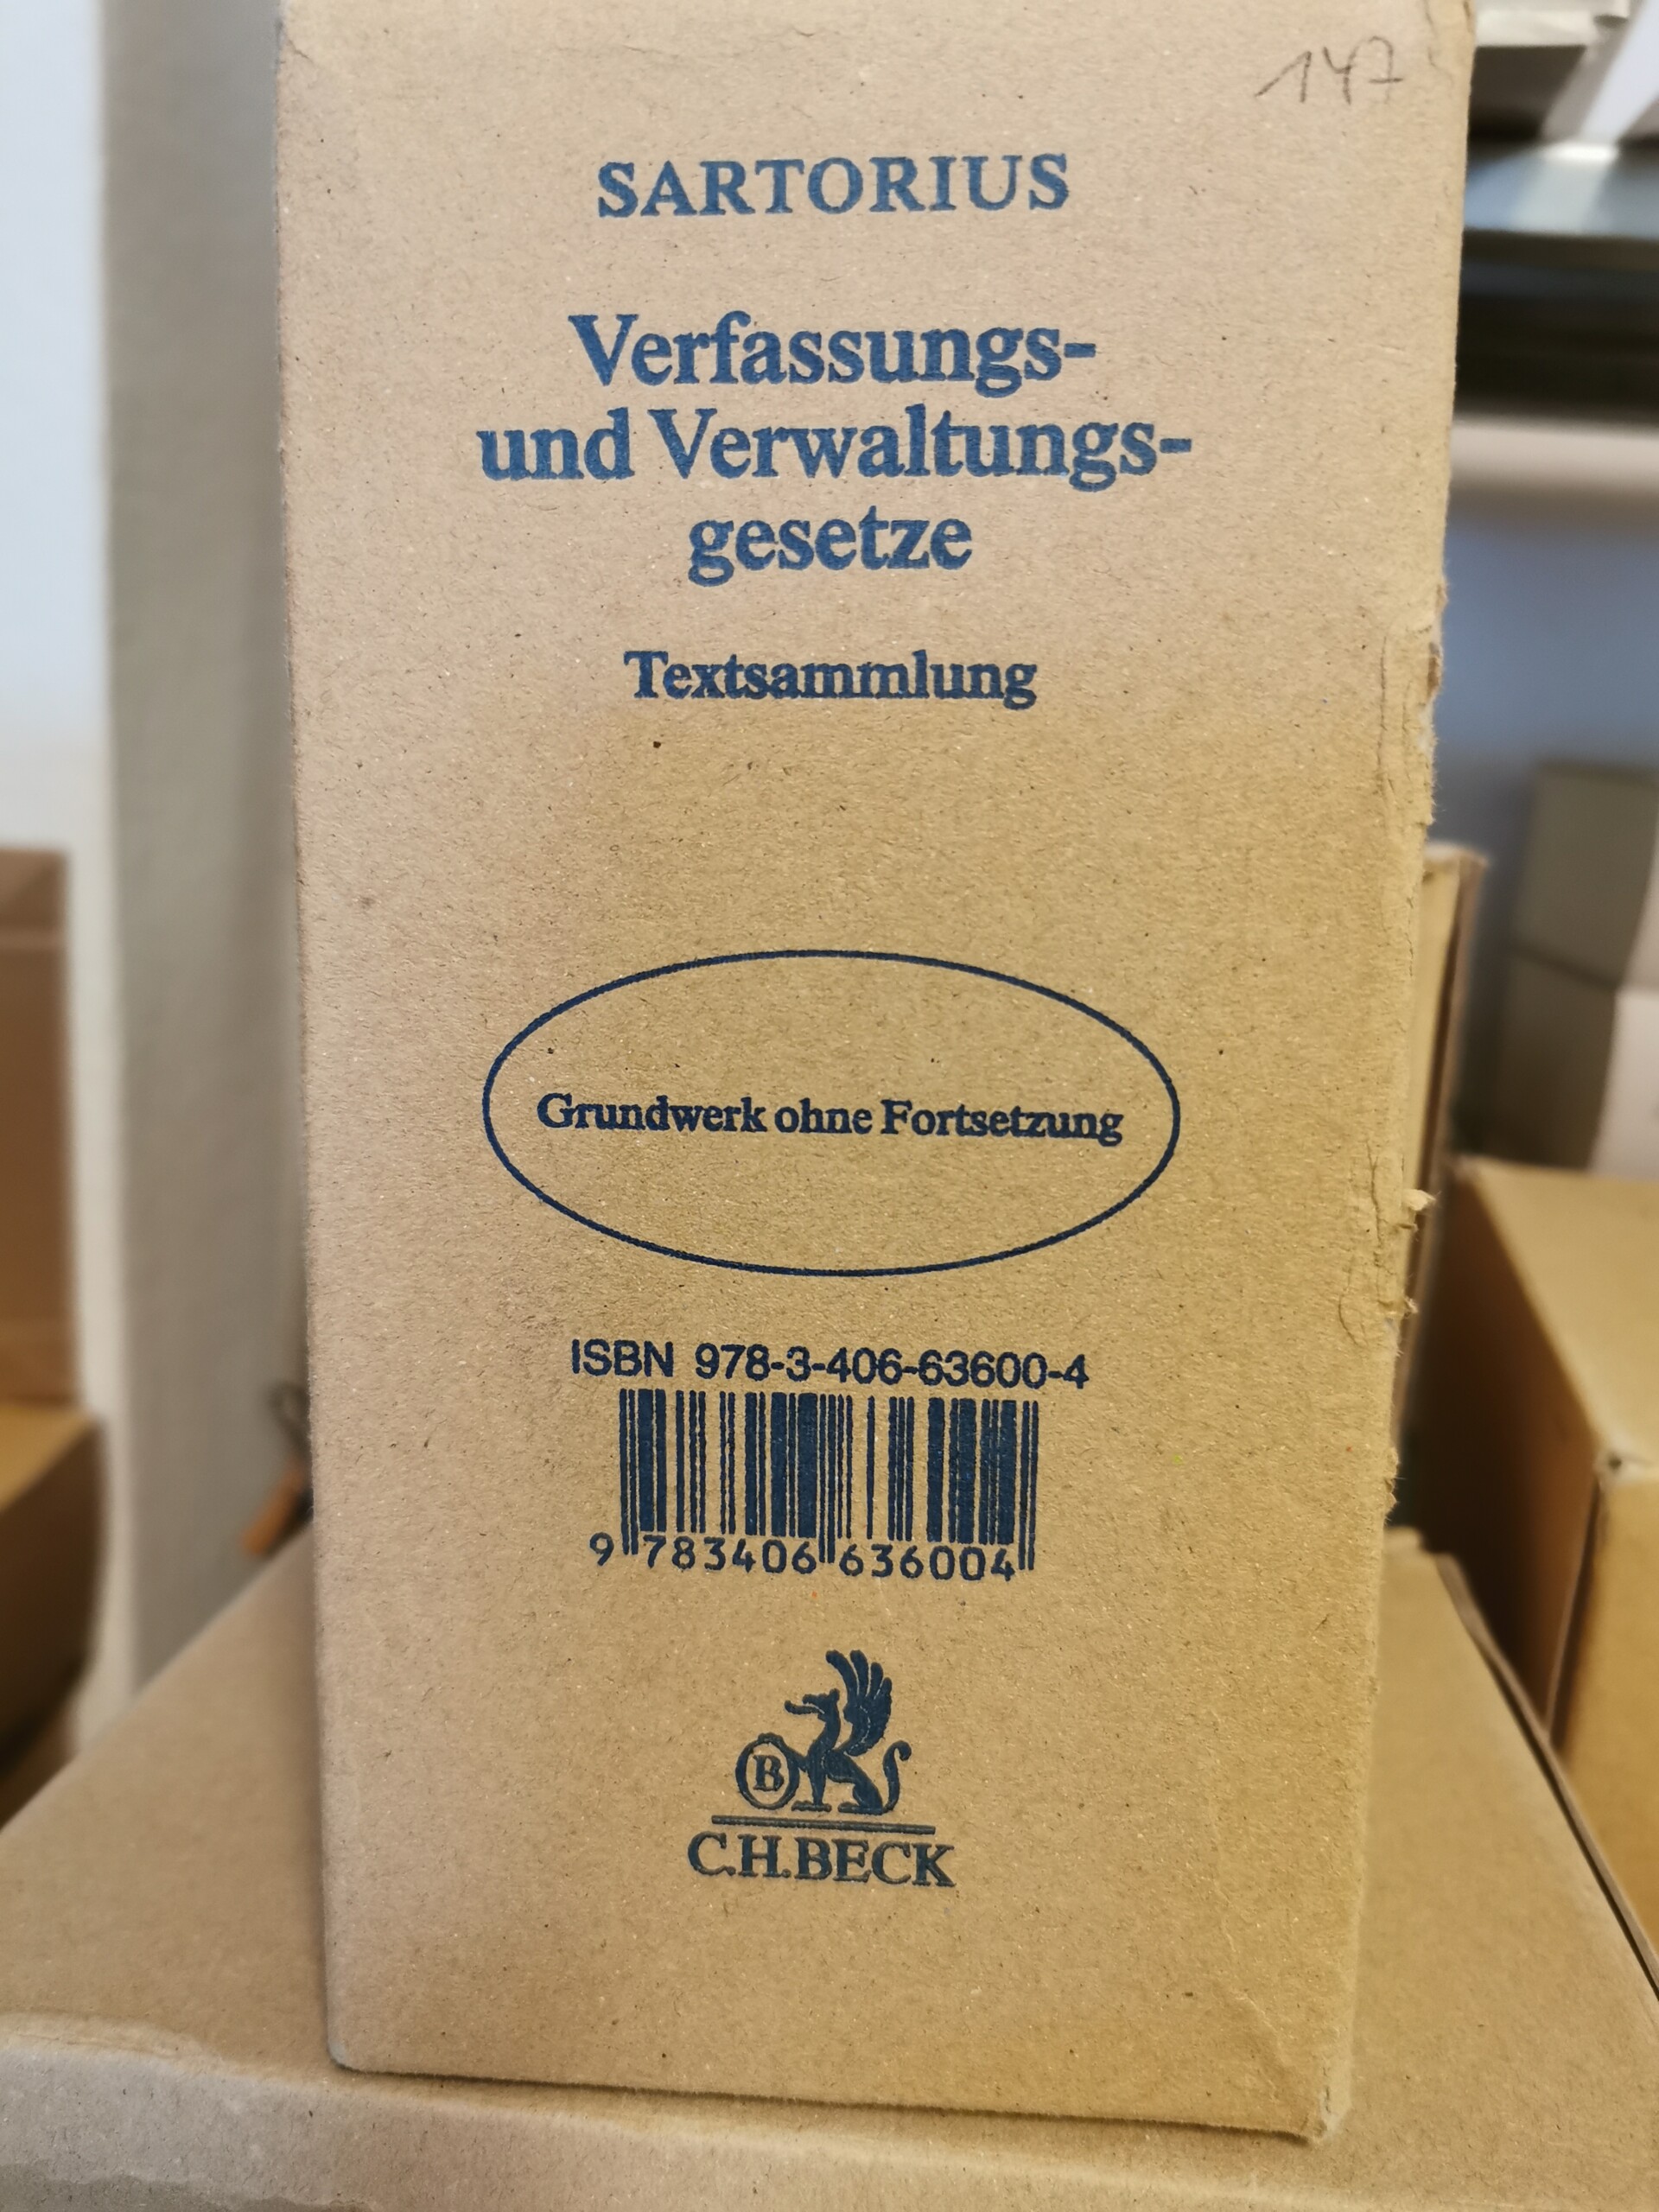 147
SARTORIUS
Verfassungs-
und Verwaltungs-
gesetze
Textsammlung
Grundwerk ohne Fortsetzung
ISBN 978-3-406-63600-4
9 783406 636004
B
C.H.BECK